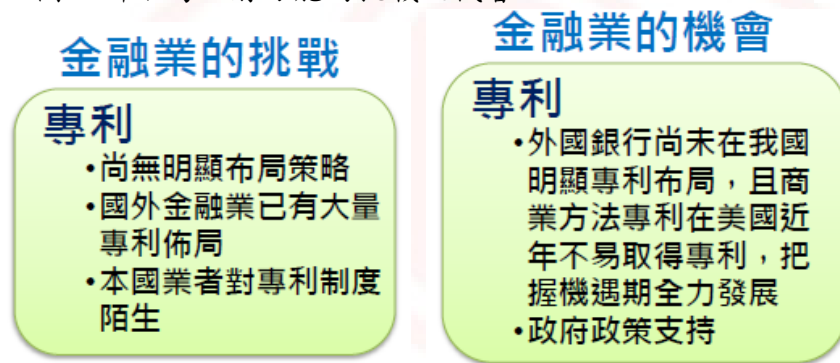 金融業的挑戰
專利
•尚無明顯布局策略
•國外金融業已有大量
專利佈局
•本國業者對專利制度
陌生
金融業的機會
專利
•外國銀行尚未在我國
明顯專利布局，且商
業方法專利在美國近
年不易取得專利，把
握機遇期全力發展
•政府政策支持